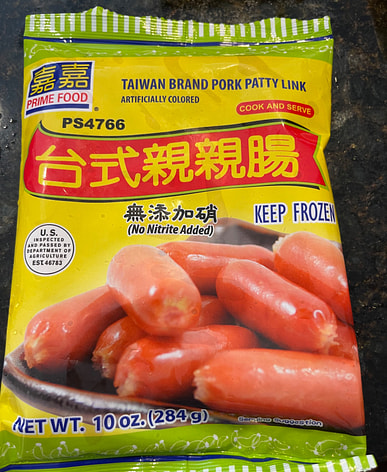 嘉嘉
PRIME FOOD
®
TAIWAN BRAND PORK PATTY LINK
ARTIFICIALLY COLORED
COOK AND SERVE
PS4766
台式親親腸
無添加硝
(No Nitrite Added)
KEEP FROZEN
U.S.
INSPECTED
AND PASSED BY
DEPARTMENT OF
AGRICULTURE
EST. 46783
NET WT. 10 oz. (284 g)
Serving Suggestion